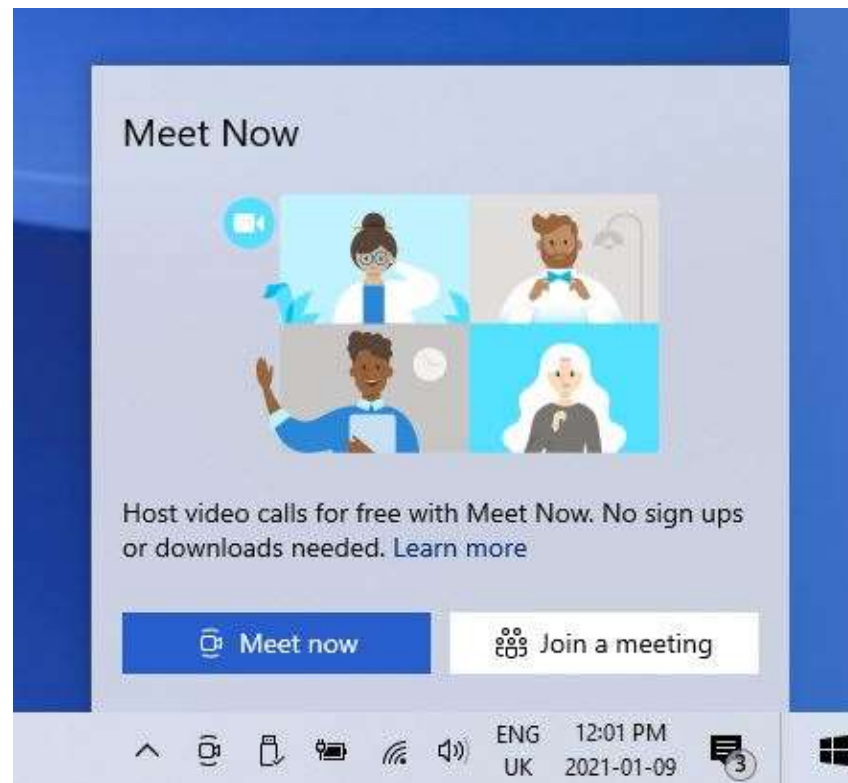 Meet Now
Host video calls for free with Meet Now. No sign ups
or downloads needed. Learn more
Meet now
Join a meeting
ENG 12:01 PM
UK 2021-01-09
3